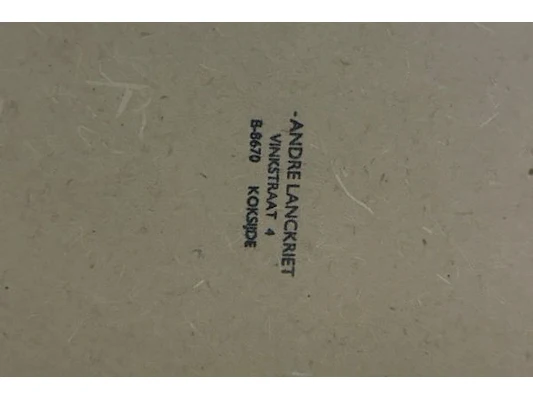 -ANDRE LANCKRIET
VINKSTRAAT 4
B-8670 KOKSIJDE